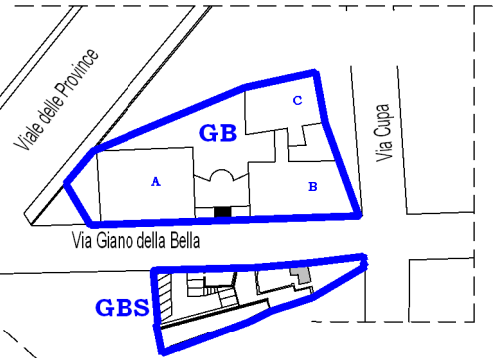 Viale delle Province
C
GB
Via Cupa
A
B
Via Giano della Bella
GBS